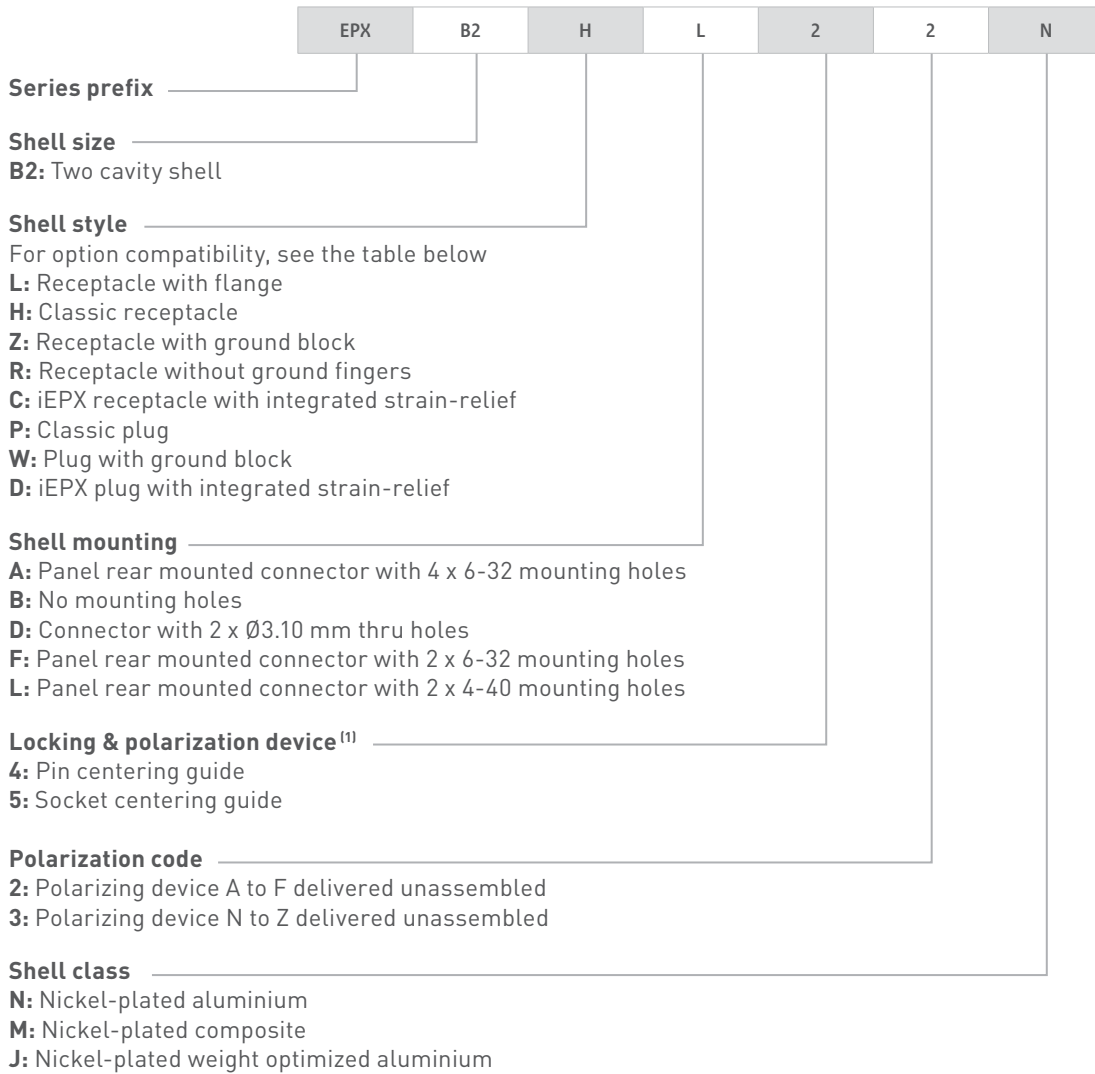 EPX B2 H L 2 2 N
Series prefix
Shell size
B2: Two cavity shell
Shell style
For option compatibility, see the table below
L: Receptacle with flange
H: Classic receptacle
Z: Receptacle with ground block
R: Receptacle without ground fingers
C: iEPX receptacle with integrated strain-relief
P: Classic plug
W: Plug with ground block
D: iEPX plug with integrated strain-relief
Shell mounting
A: Panel rear mounted connector with 4 x 6-32 mounting holes
B: No mounting holes
D: Connector with 2 x Ø3.10 mm thru holes
F: Panel rear mounted connector with 2 x 6-32 mounting holes
L: Panel rear mounted connector with 2 x 4-40 mounting holes
Locking & polarization device (1)
4: Pin centering guide
5: Socket centering guide
Polarization code
2: Polarizing device A to F delivered unassembled
3: Polarizing device N to Z delivered unassembled
Shell class
N: Nickel-plated aluminium
M: Nickel-plated composite
J: Nickel-plated weight optimized aluminium